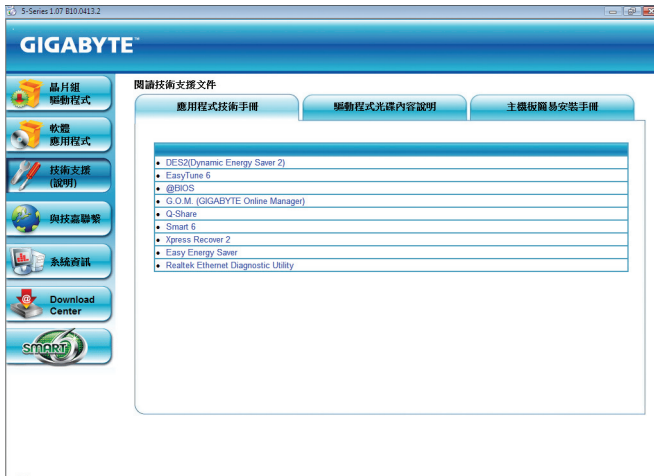 5-Series 1.07 B10.0413.2
GIGABYTE™
晶片組
驅動程式
軟體
應用程式
技術支援
(說明)
與技嘉聯繫
系統資訊
Download
Center
SMART 6
閱讀技術支援文件
應用程式技術手冊
驅動程式光碟內容說明
主機板簡易安裝手冊
• DES2(Dynamic Energy Saver 2)
• EasyTune 6
• @BIOS
• G.O.M. (GIGABYTE Online Manager)
• Q-Share
• Smart 6
• Xpress Recover 2
• Easy Energy Saver
• Realtek Ethernet Diagnostic Utility